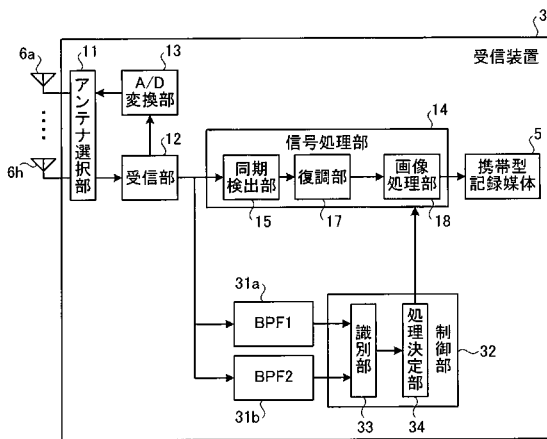 3
受信装置
11
13
6a
A/D
変換部
アンテナ選択部
14
12
信号処理部
5
6h
受信部
同期
検出部
復調部
画像
処理部
携帯型
記録媒体
15
17
18
31a
BPF1
識別部
処理決定部
制御部
32
BPF2
31b
33
34